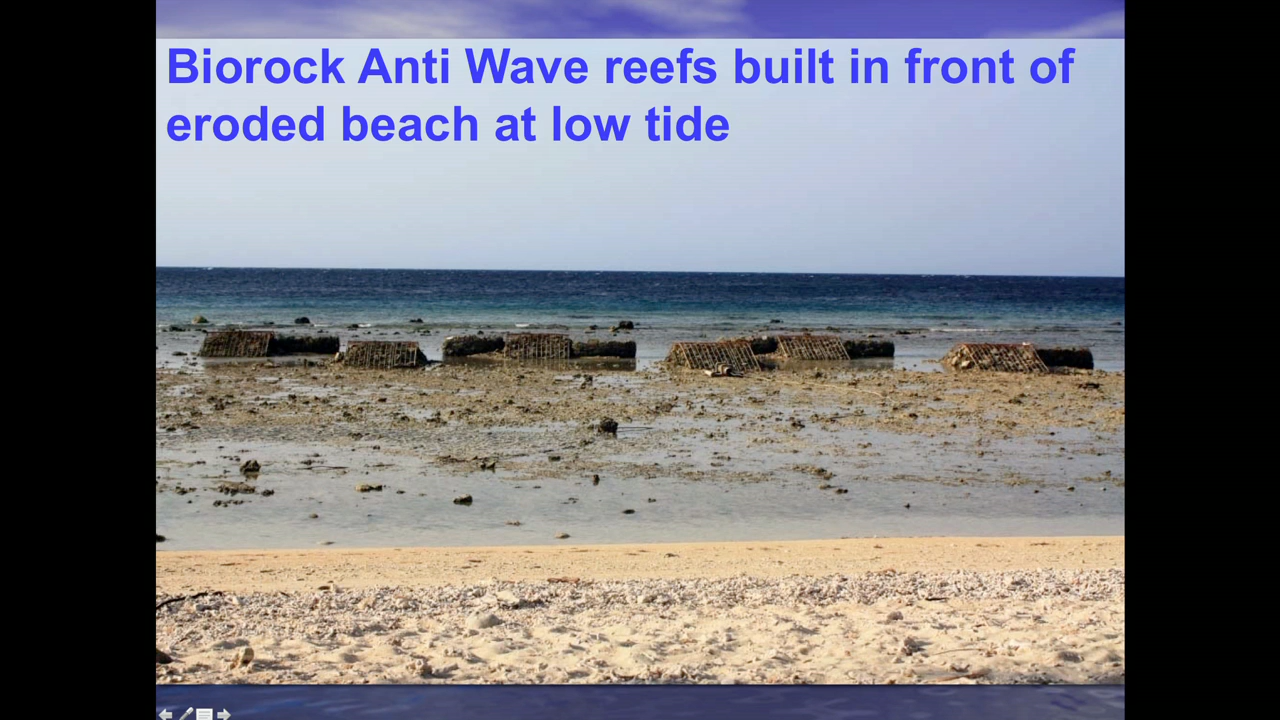 Biorock Anti Wave reefs built in front of
eroded beach at low tide